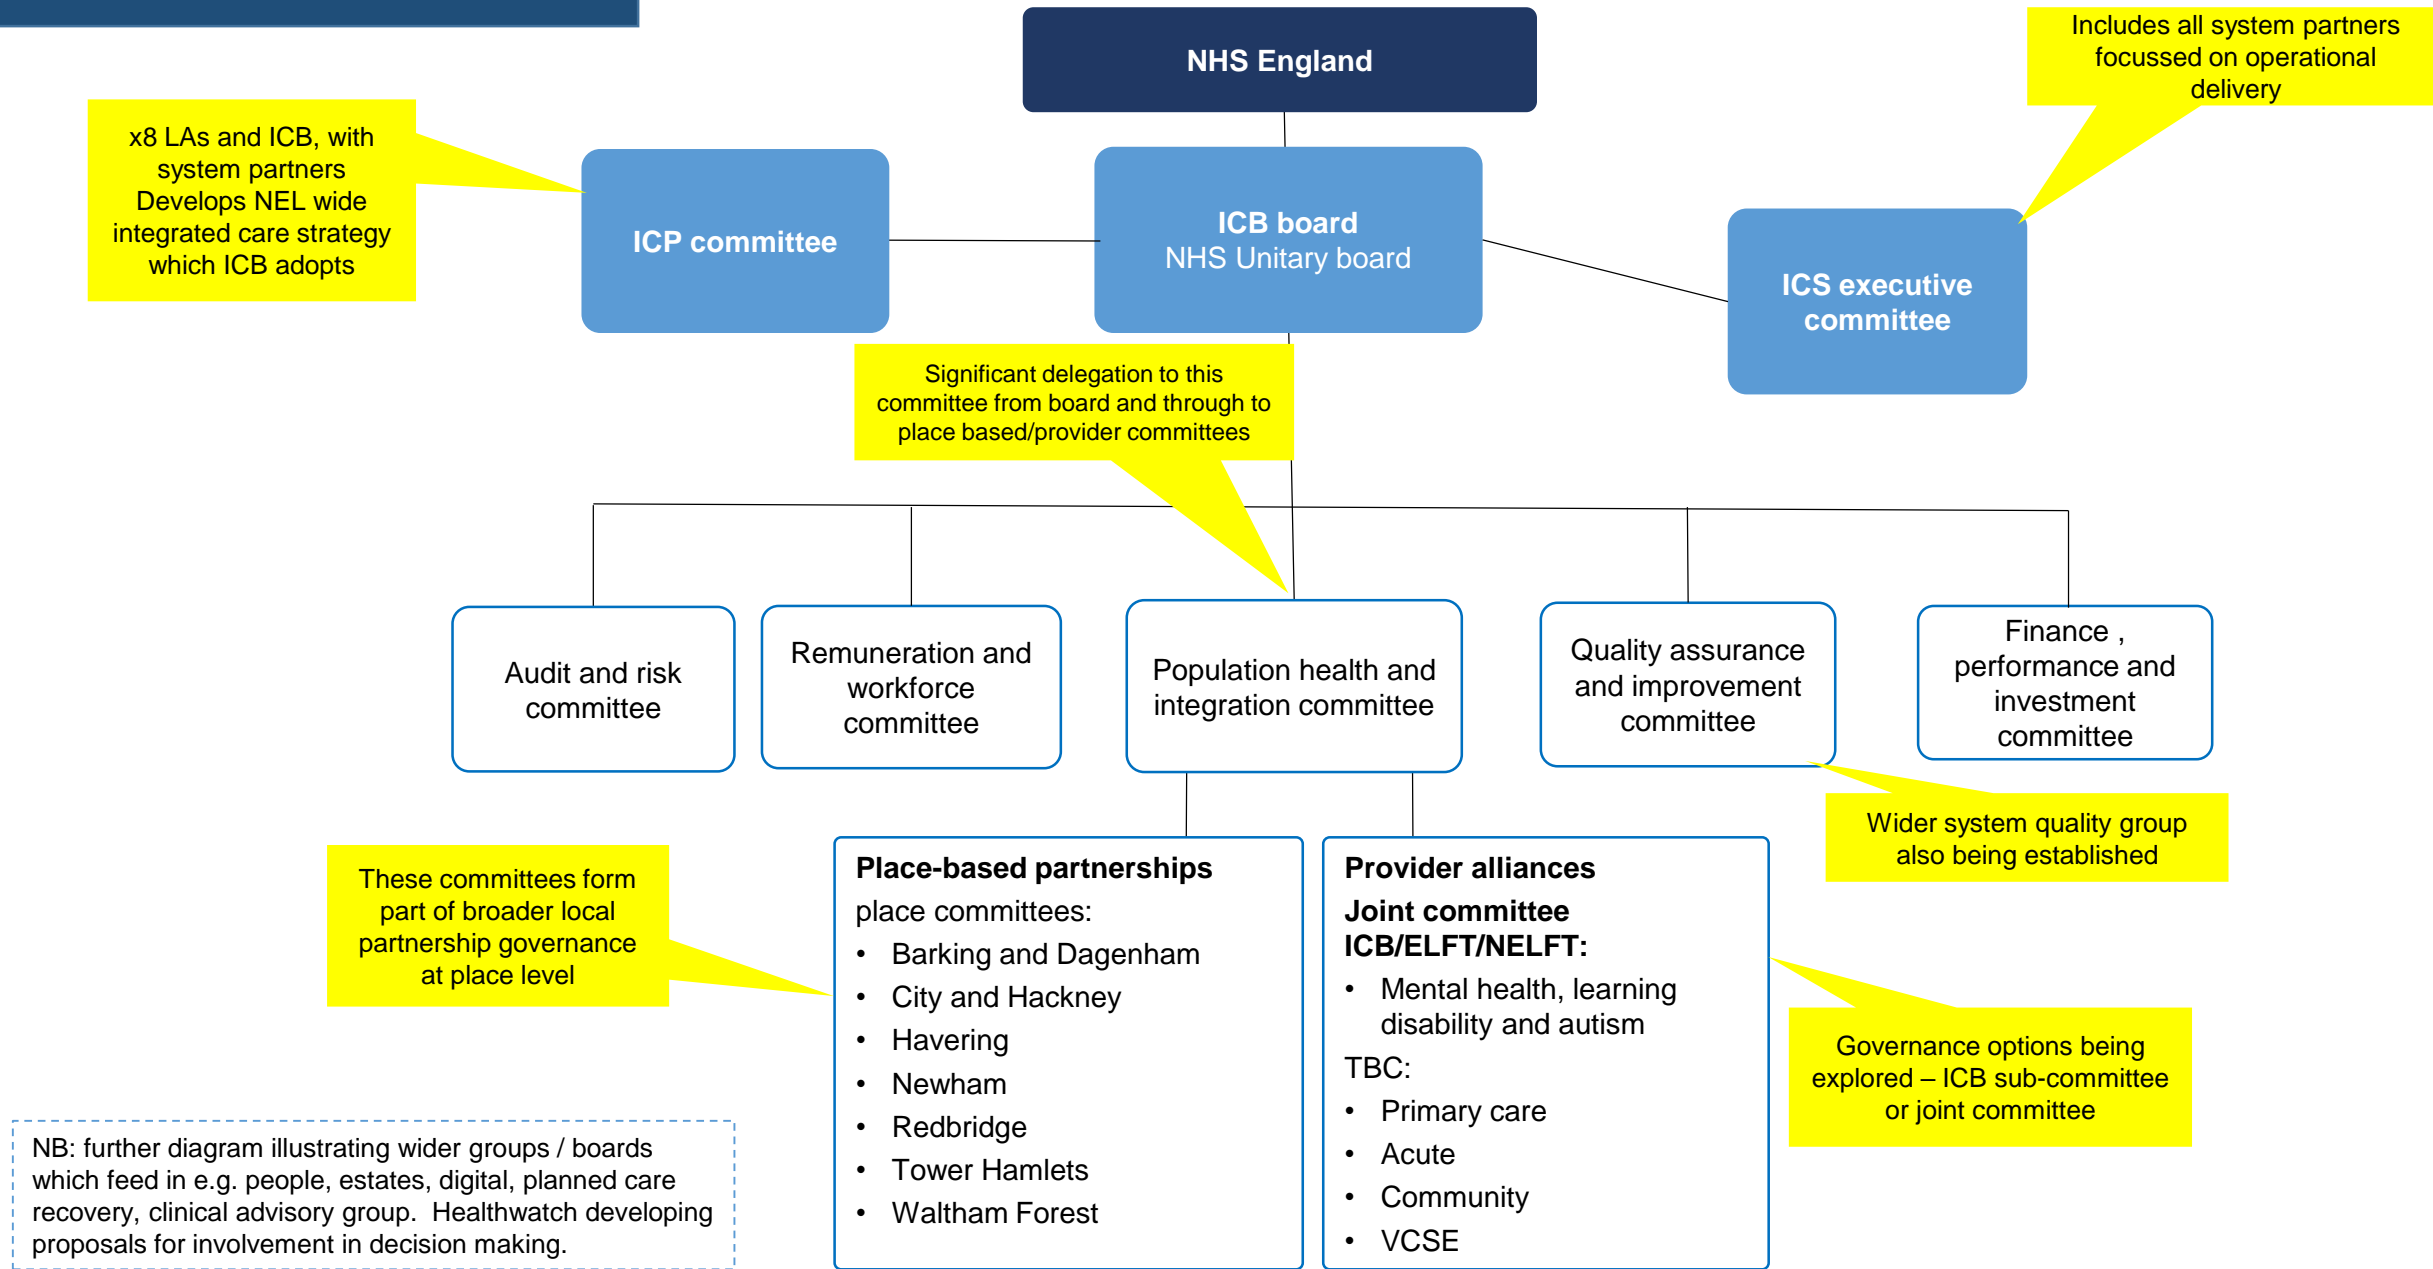 NHS England
Includes all system partners
focussed on operational
delivery
x8 LAs and ICB, with
system partners
Develops NEL wide
integrated care strategy
which ICB adopts
ICP committee
ICB board
NHS Unitary board
ICS executive
committee
Significant delegation to this
committee from board and through to
place based/provider committees
Audit and risk
committee
Remuneration and
workforce
committee
Population health and
integration committee
Quality assurance
and improvement
committee
Finance ,
performance and
investment
committee
Wider system quality group
also being established
These committees form
part of broader local
partnership governance
at place level
Place-based partnerships
place committees:
• Barking and Dagenham
• City and Hackney
• Havering
• Newham
• Redbridge
• Tower Hamlets
• Waltham Forest
Provider alliances
Joint committee
ICB/ELFT/NELFT:
• Mental health, learning
disability and autism
TBC:
• Primary care
• Acute
• Community
• VCSE
Governance options being
explored – ICB sub-committee
or joint committee
NB: further diagram illustrating wider groups / boards
which feed in e.g. people, estates, digital, planned care
recovery, clinical advisory group.  Healthwatch developing
proposals for involvement in decision making.